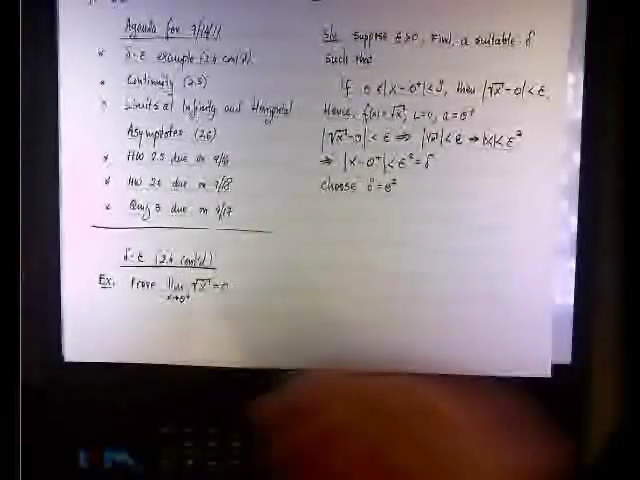 Agenda for 9/14/11
* δ-ε example (2.4 cont'd)
* Continuity (2.5)
* Limits at Infinity and Horizontal
Asymptotes (2.6)
* HW 2.5 due on 9/16
* HW 2.6 due on 9/18
* Quiz 3 due on 9/17
δ-ε (2.4 cont'd)
Ex. Prove lim √x = 0
x→0⁺
Sol. Suppose ε>0, Find a suitable δ
such that
If 0<|x-0⁺|<δ, then |√x-0|<ε.
Hence, f(x)=√x, L=0, a=0⁺
|√x-0|<ε ⇒ |√x|<ε ⇒ |x|<ε²
⇒ |x-0⁺|<ε²=δ
choose δ=ε²